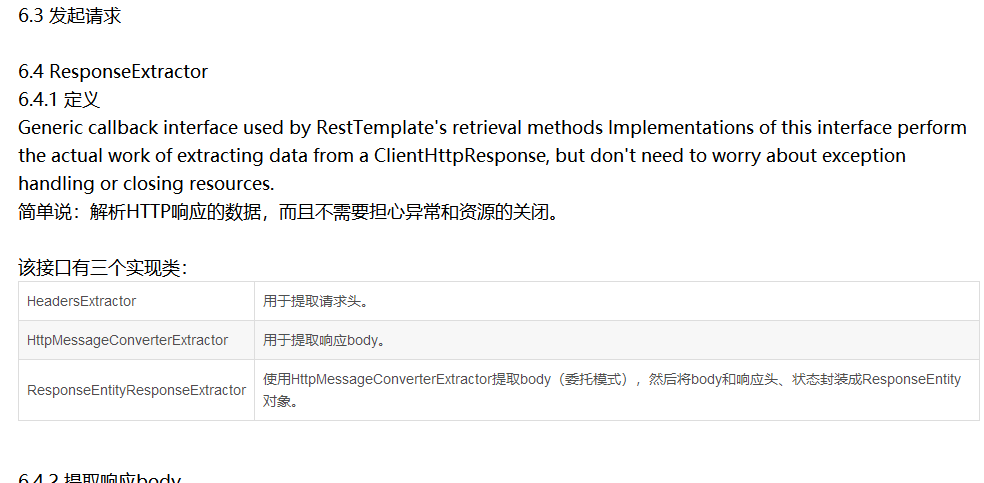 6.3 发起请求
6.4 ResponseExtractor
6.4.1 定义
Generic callback interface used by RestTemplate's retrieval methods Implementations of this interface perform
the actual work of extracting data from a ClientHttpResponse, but don't need to worry about exception
handling or closing resources.
简单说：解析HTTP响应的数据，而且不需要担心异常和资源的关闭。
该接口有三个实现类：
HeadersExtractor 用于提取请求头。
HttpMessageConverterExtractor 用于提取响应body。
ResponseEntityResponseExtractor 使用HttpMessageConverterExtractor提取body（委托模式），然后将body和响应头、状态封装成ResponseEntity
对象。
6.4.2 提取响应body